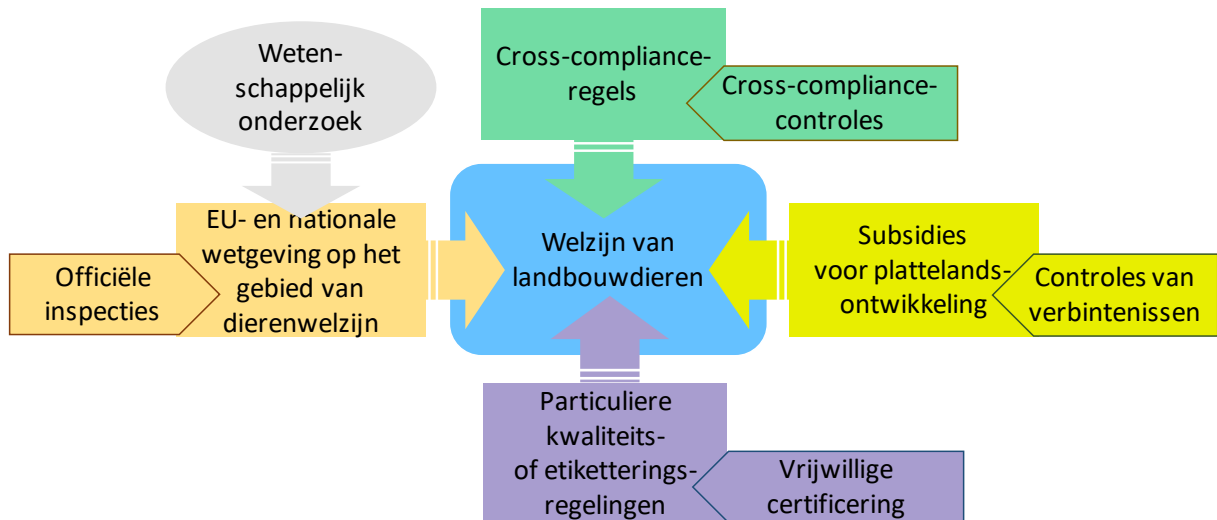 Weten-
schappelijk
onderzoek
Cross-compliance-
regels
Cross-compliance-
controles
EU- en nationale
wetgeving op het
gebied van
dierenwelzijn
Officiële
inspecties
Welzijn van
landbouwdieren
Subsidies
voor plattelands-
ontwikkeling
Controles van
verbintenissen
Particuliere
kwaliteits-
of etiketterings-
regelingen
Vrijwillige
certificering